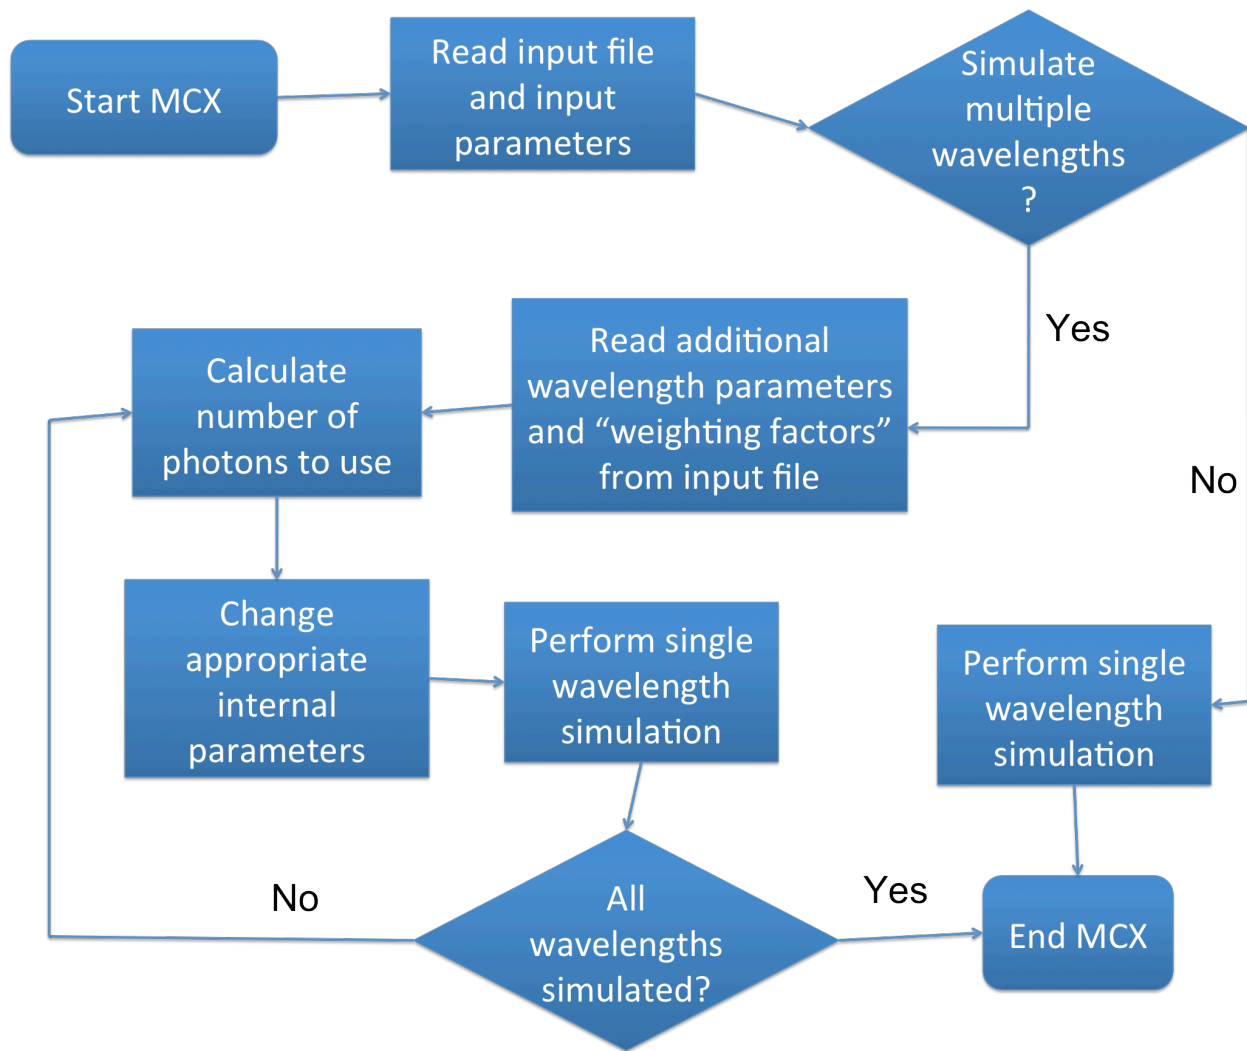 Start MCX
Read input file
and input
parameters
Simulate
multiple
wavelengths
?
Yes
No
Read additional
wavelength parameters
and “weighting factors”
from input file
Calculate
number of
photons to use
Change
appropriate
internal
parameters
Perform single
wavelength
simulation
Perform single
wavelength
simulation
All
wavelengths
simulated?
No
Yes
End MCX